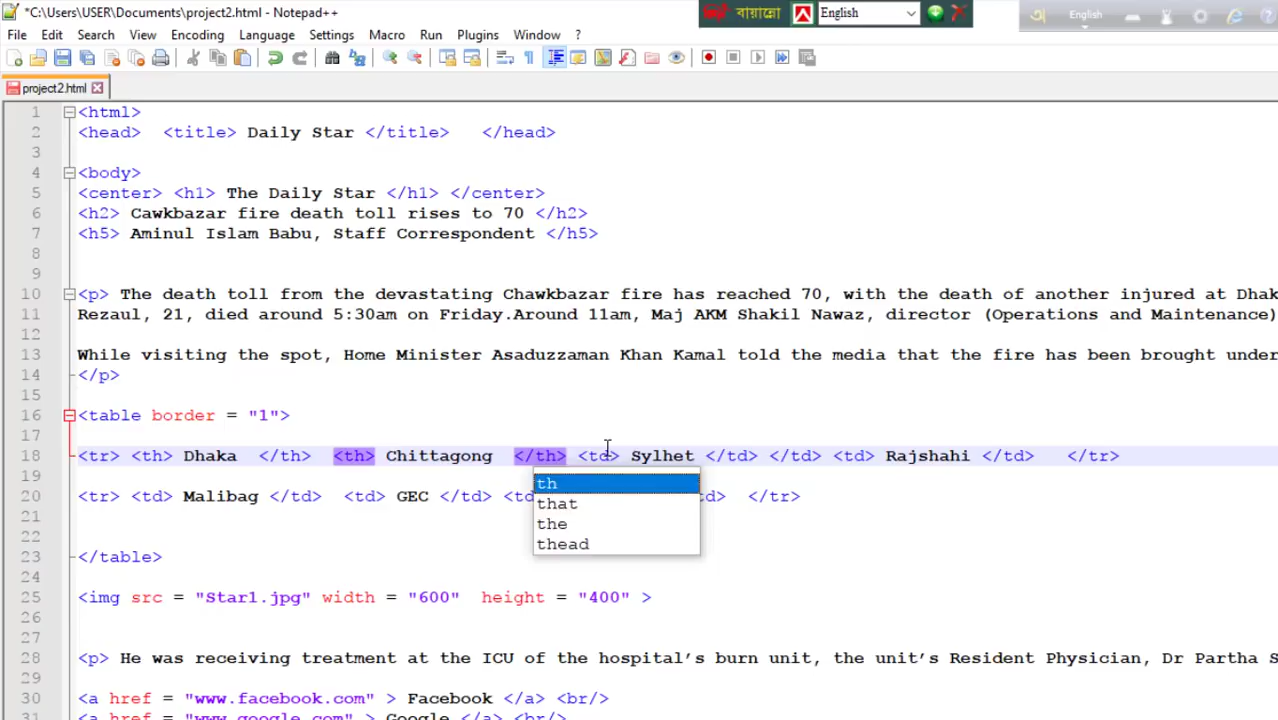 *C:\Users\USER\Documents\project2.html - Notepad++
বায়ান্নো English
English
File Edit Search View Encoding Language Settings Macro Run Plugins Window ?
project2.html
1 <html>
2 <head> <title> Daily Star </title> </head>
3
4 <body>
5 <center> <h1> The Daily Star </h1> </center>
6 <h2> Cawkbazar fire death toll rises to 70 </h2>
7 <h5> Aminul Islam Babu, Staff Correspondent </h5>
8
9
10 <p> The death toll from the devastating Chawkbazar fire has reached 70, with the death of another injured at Dhak
11 Rezaul, 21, died around 5:30am on Friday.Around 11am, Maj AKM Shakil Nawaz, director (Operations and Maintenance)
12
13 While visiting the spot, Home Minister Asaduzzaman Khan Kamal told the media that the fire has been brought under
14 </p>
15
16 <table border = "1">
17
18 <tr> <th> Dhaka </th> <th> Chittagong </th> <td> Sylhet </td> </td> <td> Rajshahi </td> </tr>
19
th
20 <tr> <td> Malibag </td> <td> GEC </td> <td d> </tr>
that
21
the
22
thead
23 </table>
24
25 <img src = "Star1.jpg" width = "600" height = "400" >
26
27
28 <p> He was receiving treatment at the ICU of the hospital’s burn unit, the unit’s Resident Physician, Dr Partha S
29
30 <a href = "www.facebook.com" > Facebook </a> <br/>
31 <a href = "www.google.com" > Google </a> <br/>